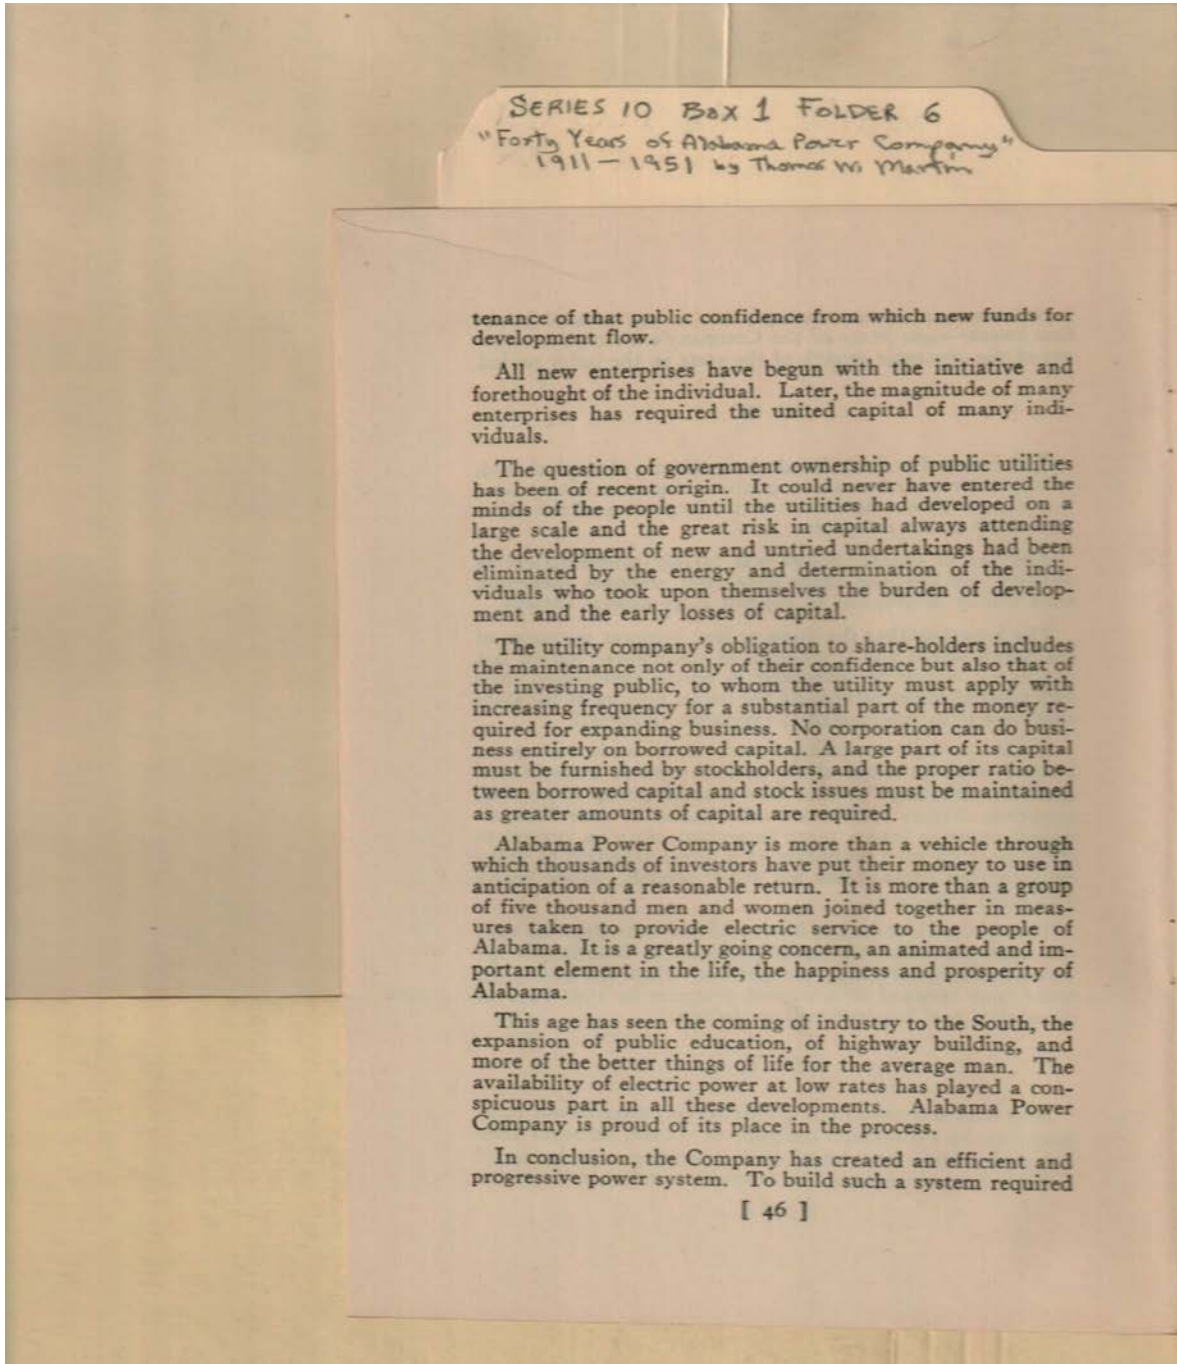 SERIES 10 BOX 1 FOLDER 6
"Forty Years of Alabama Power Company"
1911-1951 by Thomas W. Martin
tenance of that public confidence from which new funds for
development flow.
All new enterprises have begun with the initiative and
forethought of the individual. Later, the magnitude of many
enterprises has required the united capital of many indi-
viduals.
The question of government ownership of public utilities
has been of recent origin. It could never have entered the
minds of the people until the utilities had developed on a
large scale and the great risk in capital always attending
the development of new and untried undertakings had been
eliminated by the energy and determination of the indi-
viduals who took upon themselves the burden of develop-
ment and the early losses of capital.
The utility company's obligation to share-holders includes
the maintenance not only of their confidence but also that of
the investing public, to whom the utility must apply with
increasing frequency for a substantial part of the money re-
quired for expanding business. No corporation can do busi-
ness entirely on borrowed capital. A large part of its capital
must be furnished by stockholders, and the proper ratio be-
tween borrowed capital and stock issues must be maintained
as greater amounts of capital are required.
Alabama Power Company is more than a vehicle through
which thousands of investors have put their money to use in
anticipation of a reasonable return. It is more than a group
of five thousand men and women joined together in meas-
ures taken to provide electric service to the people of
Alabama. It is a greatly going concern, an animated and im-
portant element in the life, the happiness and prosperity of
Alabama.
This age has seen the coming of industry to the South, the
expansion of public education, of highway building, and
more of the better things of life for the average man. The
availability of electric power at low rates has played a con-
spicuous part in all these developments. Alabama Power
Company is proud of its place in the process.
In conclusion, the Company has created an efficient and
progressive power system. To build such a system required
[ 46 ]